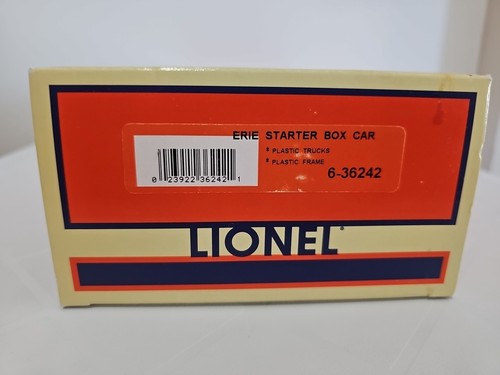 ERIE STARTER BOX CAR
* PLASTIC TRUCKS
* PLASTIC FRAME
6-36242
0 23922 36242 1
LIONEL